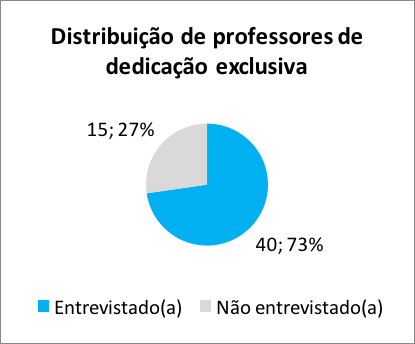 Distribuição de professores de
dedicação exclusiva
15; 27%
40; 73%
Entrevistado(a) Não entrevistado(a)